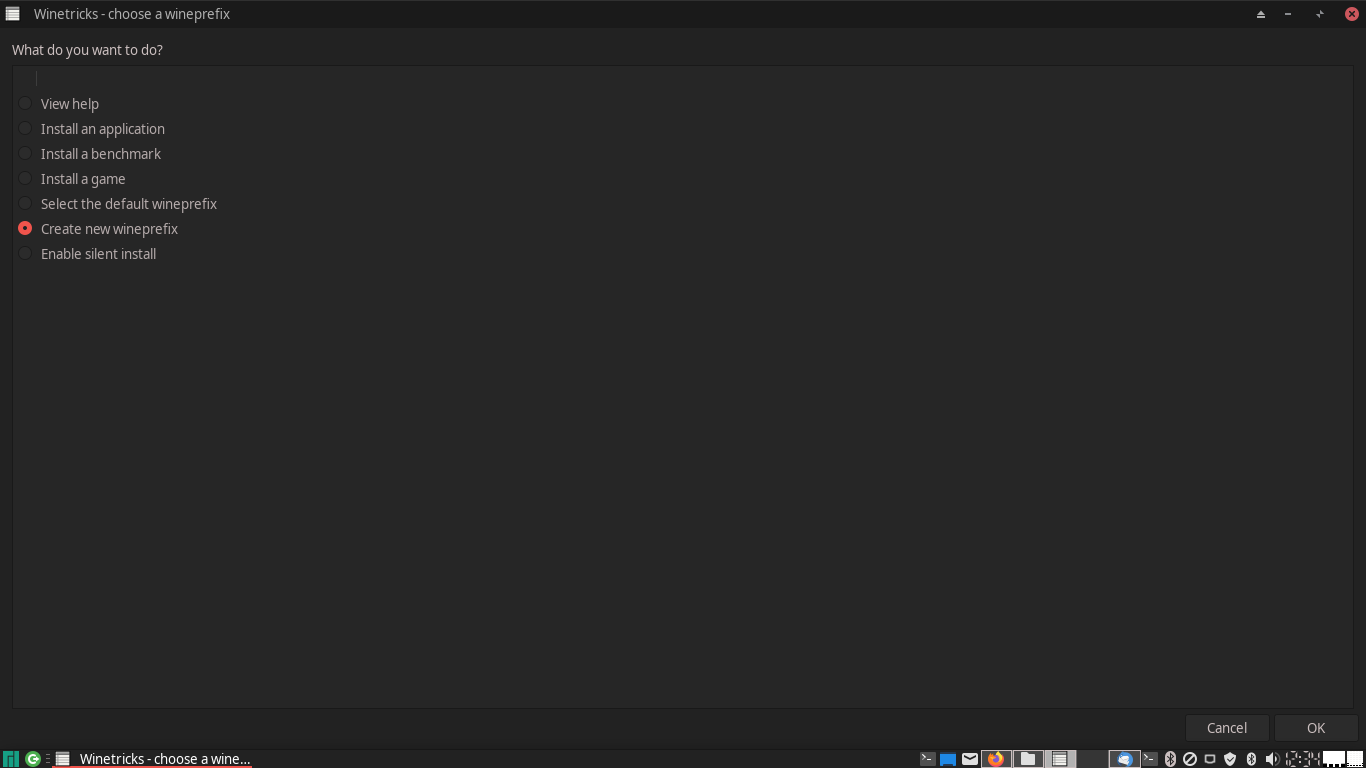 Winetricks - choose a wineprefix
What do you want to do?
View help
Install an application
Install a benchmark
Install a game
Select the default wineprefix
Create new wineprefix
Enable silent install
Cancel
OK
Winetricks - choose a wine...